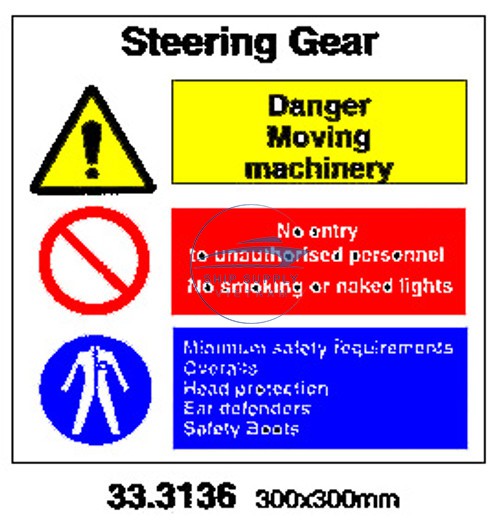 Steering Gear
Danger
Moving
machinery
No entry
to unauthorised personnel
No smoking or naked lights
Minimum safety requirements
Overalls
Head protection
Ear defenders
Safety Boots
33.3136 300x300mm